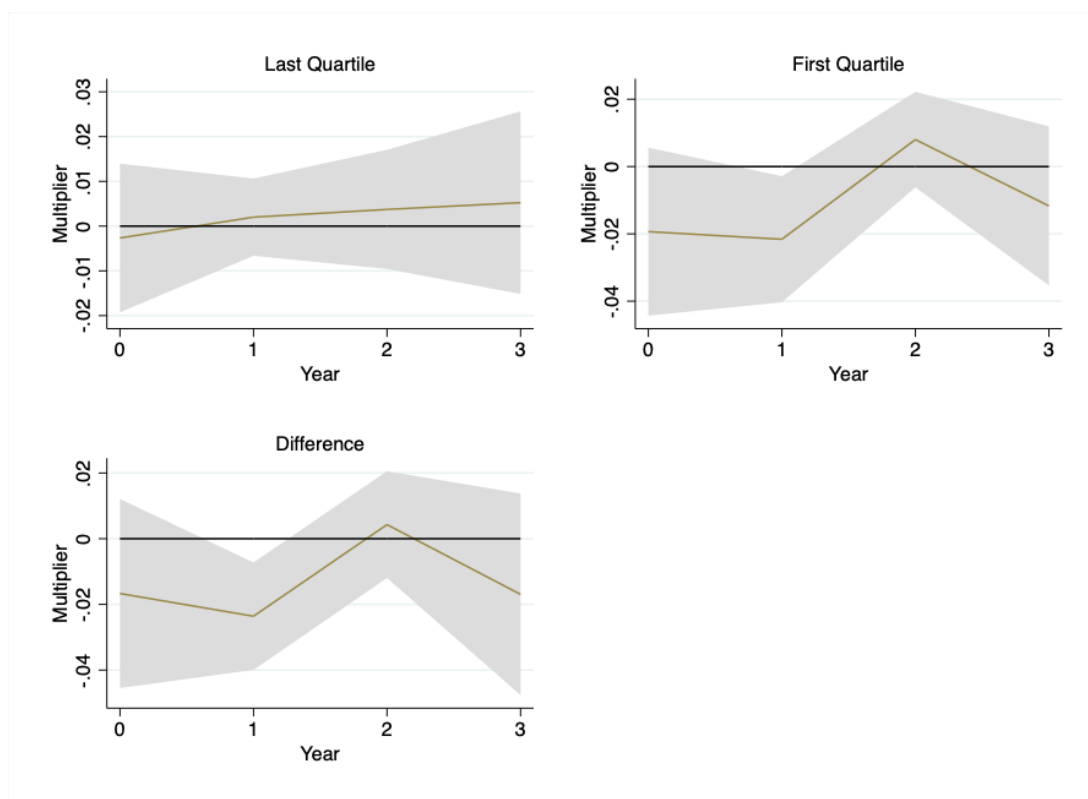 Last Quartile
Multiplier
.03
.02
.01
0
-.01
-.02
0 1 2 3
Year
First Quartile
Multiplier
.02
0
-.02
-.04
0 1 2 3
Year
Difference
Multiplier
.02
0
-.02
-.04
0 1 2 3
Year